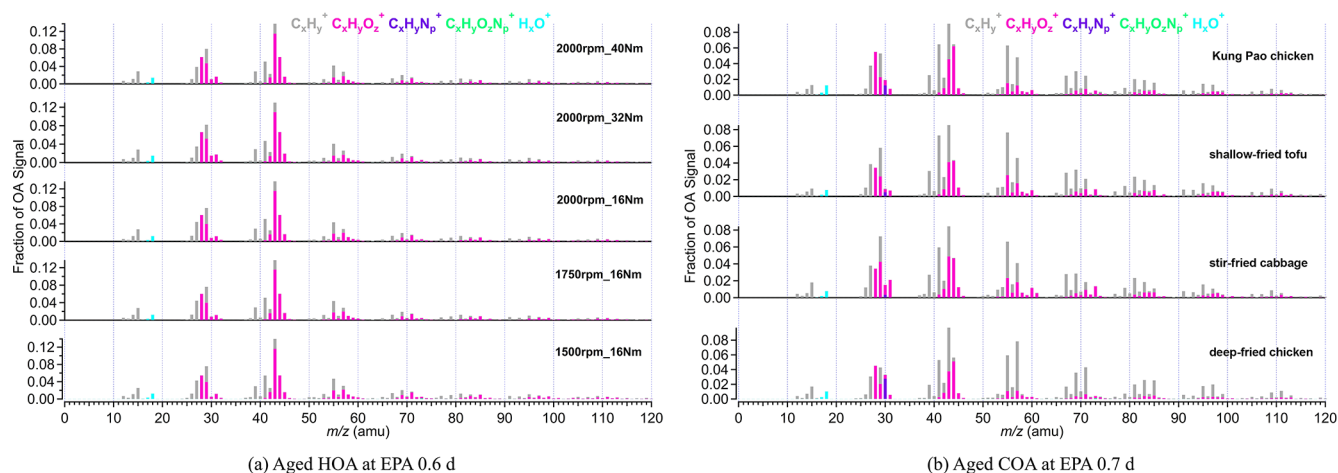 CxHy+ CxHyOz+ CxHyNp+ CxHyOzNp+ HxO+
Fraction of OA Signal
0.12
0.08
0.04
0.00
2000rpm_40Nm
0.12
0.08
0.04
0.00
2000rpm_32Nm
0.12
0.08
0.04
0.00
2000rpm_16Nm
0.12
0.08
0.04
0.00
1750rpm_16Nm
0.12
0.08
0.04
0.00
1500rpm_16Nm
0 10 20 30 40 50 60 70 80 90 100 110 120
m/z (amu)
(a) Aged HOA at EPA 0.6 d
CxHy+ CxHyOz+ CxHyNp+ CxHyOzNp+ HxO+
Fraction of OA Signal
0.08
0.06
0.04
0.02
0.00
Kung Pao chicken
0.08
0.06
0.04
0.02
0.00
shallow-fried tofu
0.08
0.06
0.04
0.02
0.00
stir-fried cabbage
0.08
0.06
0.04
0.02
0.00
deep-fried chicken
0 10 20 30 40 50 60 70 80 90 100 110 120
m/z (amu)
(b) Aged COA at EPA 0.7 d